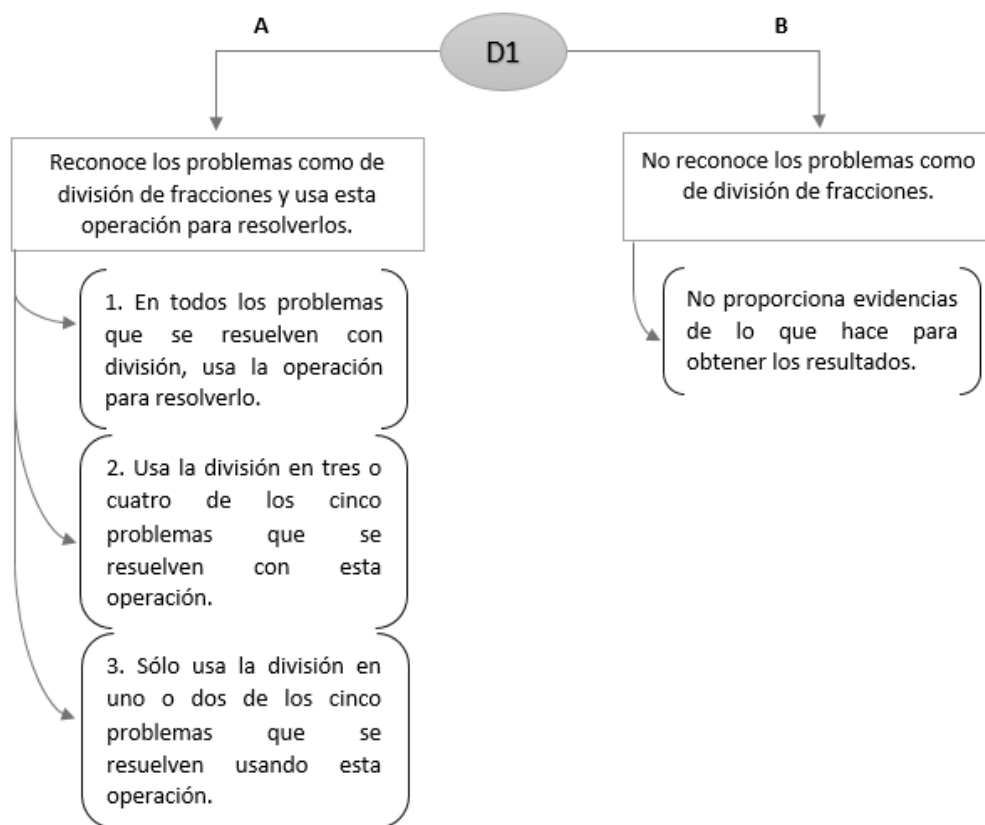 A
B
D1
Reconoce los problemas como de
división de fracciones y usa esta
operación para resolverlos.
No reconoce los problemas como
de división de fracciones.
1. En todos los problemas
que se resuelven con
división, usa la operación
para resolverlo.
No proporciona evidencias
de lo que hace para
obtener los resultados.
2. Usa la división en tres o
cuatro de los cinco
problemas que se
resuelven con esta
operación.
3. Sólo usa la división en
uno o dos de los cinco
problemas que se
resuelven usando esta
operación.